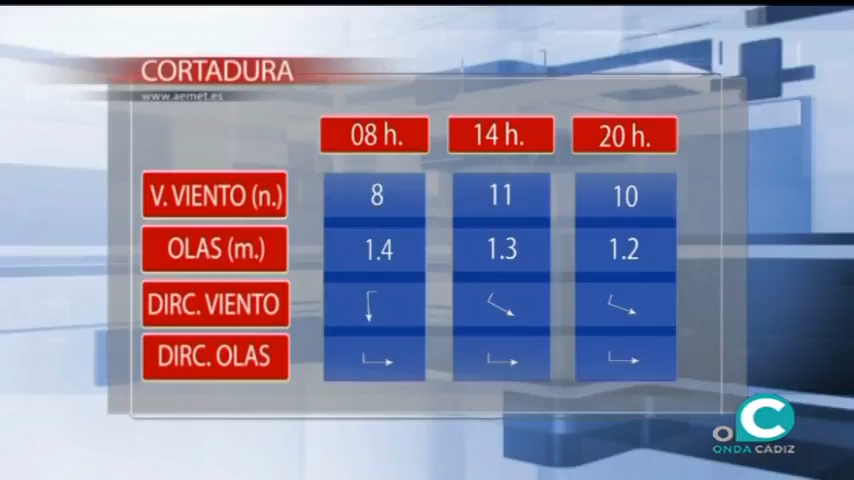 CORTADURA
www.aemet.es
08 h. 14 h. 20 h.
V. VIENTO (n.) 8 11 10
OLAS (m.) 1.4 1.3 1.2
DIRC. VIENTO
DIRC. OLAS
O C
ONDA CÁDIZ